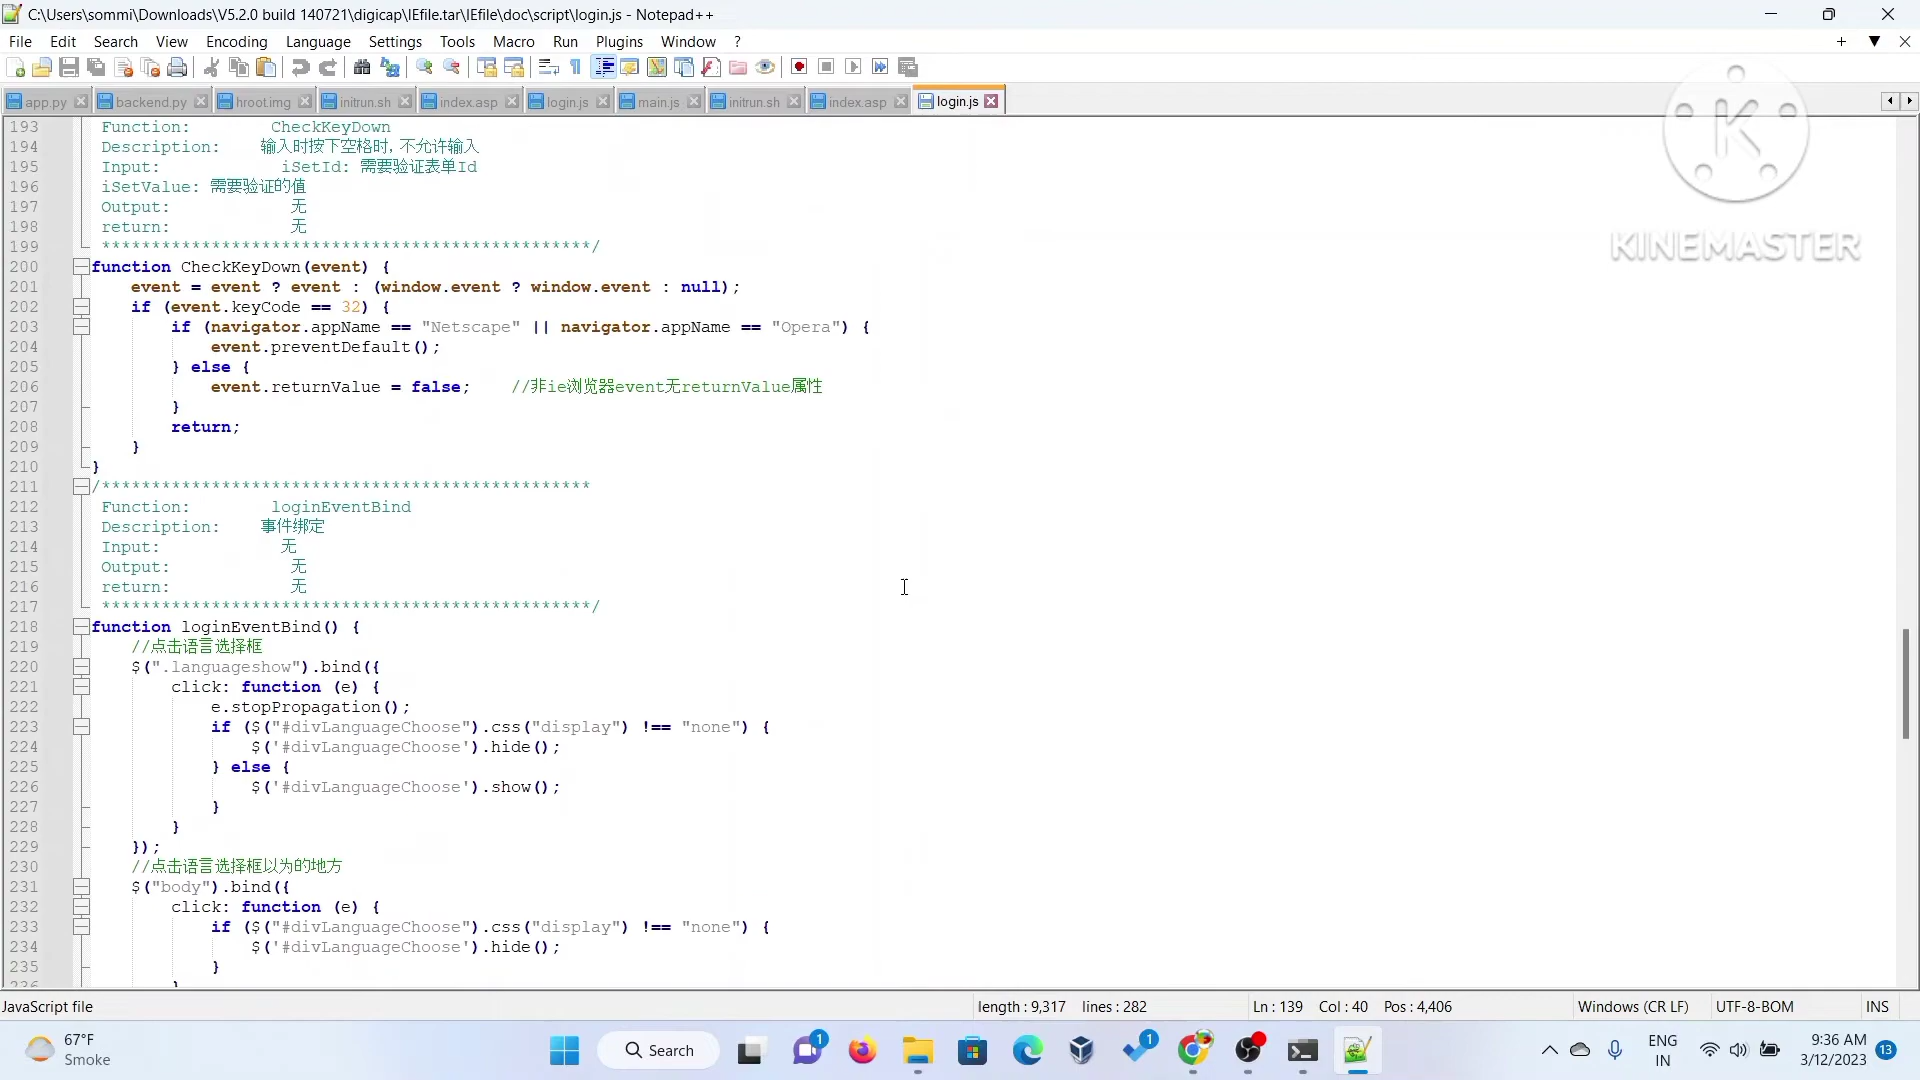 C:\Users\sommi\Downloads\V5.2.0 build 140721\digicap\IEfile.tar\IEfile\doc\script\login.js - Notepad++
File Edit Search View Encoding Language Settings Tools Macro Run Plugins Window ?
app.py backend.py hroot.img initrun.sh index.asp login.js main.js initrun.sh index.asp login.js
KINEMASTER
193 Function: CheckKeyDown
194 Description: 输入时按下空格时, 不允许输入
195 Input: iSetId: 需要验证表单Id
196 iSetValue: 需要验证的值
197 Output: 无
198 return: 无
199 *************************************************/
200 function CheckKeyDown(event) {
201 event = event ? event : (window.event ? window.event : null);
202 if (event.keyCode == 32) {
203 if (navigator.appName == "Netscape" || navigator.appName == "Opera") {
204 event.preventDefault();
205 } else {
206 event.returnValue = false; //非ie浏览器event无returnValue属性
207 }
208 return;
209 }
210 }
211 /*************************************************
212 Function: loginEventBind
213 Description: 事件绑定
214 Input: 无
215 Output: 无
216 return: 无
217 *************************************************/
218 function loginEventBind() {
219 //点击语言选择框
220 $(".languageshow").bind({
221 click: function (e) {
222 e.stopPropagation();
223 if ($("#divLanguageChoose").css("display") !== "none") {
224 $('#divLanguageChoose').hide();
225 } else {
226 $('#divLanguageChoose').show();
227 }
228 }
229 });
230 //点击语言选择框以为的地方
231 $("body").bind({
232 click: function (e) {
233 if ($("#divLanguageChoose").css("display") !== "none") {
234 $('#divLanguageChoose').hide();
235 }
236 }
JavaScript file length : 9,317 lines : 282 Ln : 139 Col : 40 Pos : 4,406 Windows (CR LF) UTF-8-BOM INS
67°F
Smoke
Search
1
1
ENG
IN
9:36 AM
3/12/2023
13